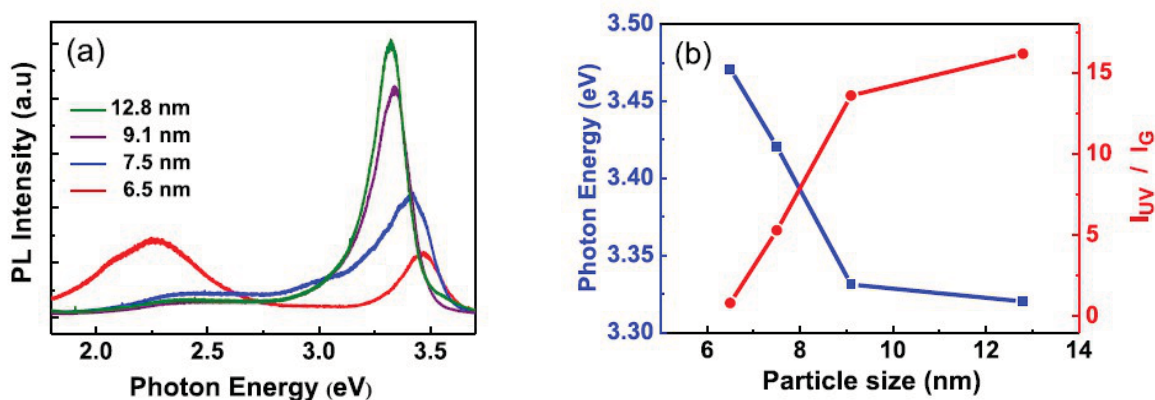 (a)
PL Intensity (a.u)
12.8 nm
9.1 nm
7.5 nm
6.5 nm
2.0 2.5 3.0 3.5
Photon Energy (eV)
(b)
Photon Energy (eV)
3.50
3.45
3.40
3.35
3.30
6 8 10 12 14
Particle size (nm)
15
10
5
0
I_UV / I_G